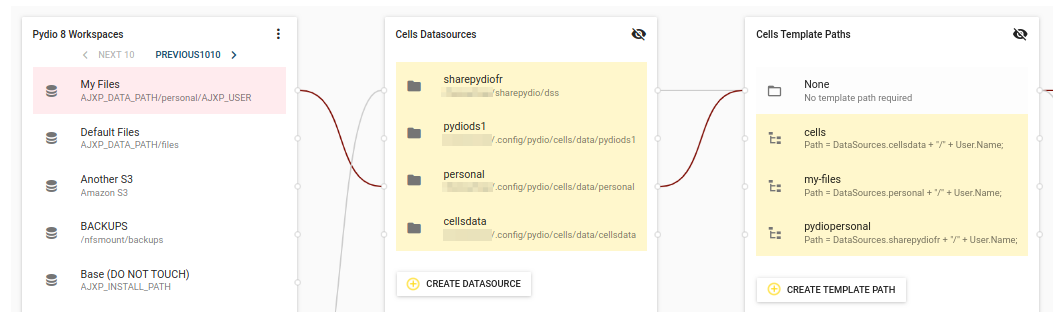 Pydio 8 Workspaces
NEXT 10 PREVIOUS1010
My Files
AJXP_DATA_PATH/personal/AJXP_USER
Default Files
AJXP_DATA_PATH/files
Another S3
Amazon S3
BACKUPS
/nfsmount/backups
Base (DO NOT TOUCH)
AJXP_INSTALL_PATH
Cells Datasources
sharepydiofr
/sharepydio/dss
pydiods1
/.config/pydio/cells/data/pydiods1
personal
/.config/pydio/cells/data/personal
cellsdata
/.config/pydio/cells/data/cellsdata
CREATE DATASOURCE
Cells Template Paths
None
No template path required
cells
Path = DataSources.cellsdata + "/" + User.Name;
my-files
Path = DataSources.personal + "/" + User.Name;
pydiopersonal
Path = DataSources.sharepydiofr + "/" + User.Name;
CREATE TEMPLATE PATH